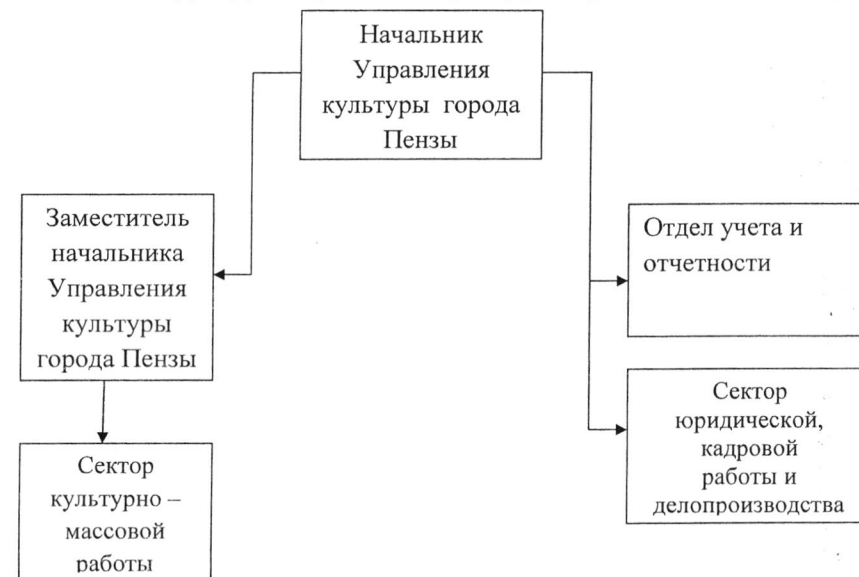 Начальник
Управления
культуры города
Пензы
Заместитель
начальника
Управления
культуры
города Пензы
Отдел учета и
отчетности
Сектор
юридической,
кадровой
работы и
делопроизводства
Сектор
культурно –
массовой
работы